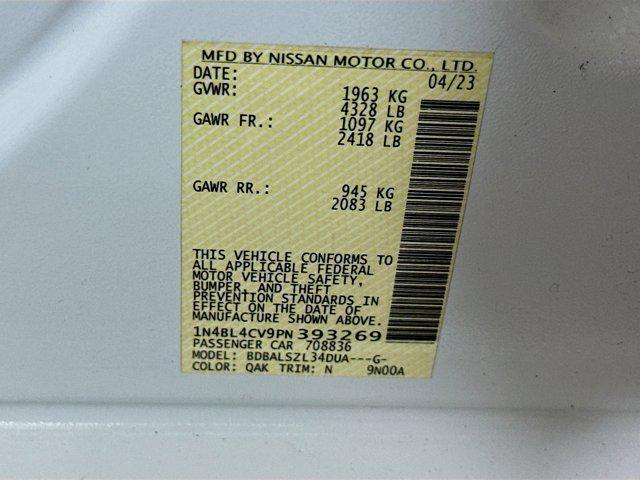 MFD BY NISSAN MOTOR CO., LTD.
DATE: 04/23
GVWR: 1963 KG
4328 LB
GAWR FR.: 1097 KG
2418 LB
GAWR RR.: 945 KG
2083 LB
THIS VEHICLE CONFORMS TO
ALL APPLICABLE FEDERAL
MOTOR VEHICLE SAFETY,
BUMPER, AND THEFT
PREVENTION STANDARDS IN
EFFECT ON THE DATE OF
MANUFACTURE SHOWN ABOVE.
1N4BL4CV9PN393269
PASSENGER CAR 708836
MODEL: BDBALSZL34DUA---G-
COLOR: QAK TRIM: N 9N00A